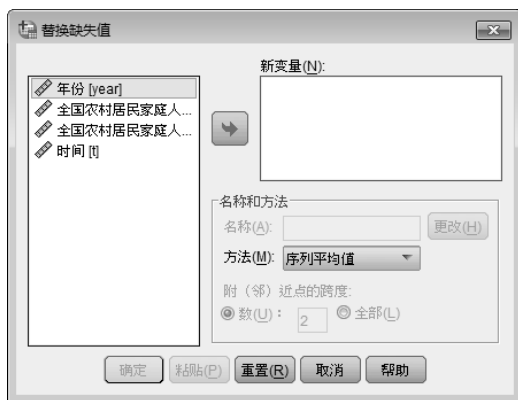 替换缺失值
年份 [year]
全国农村居民家庭人...
全国农村居民家庭人...
时间 [t]
新变量(N):
名称和方法
名称(A):
更改(H)
方法(M): 序列平均值
附（邻）近点的跨度:
数(U): 2 全部(L)
确定 粘贴(P) 重置(R) 取消 帮助